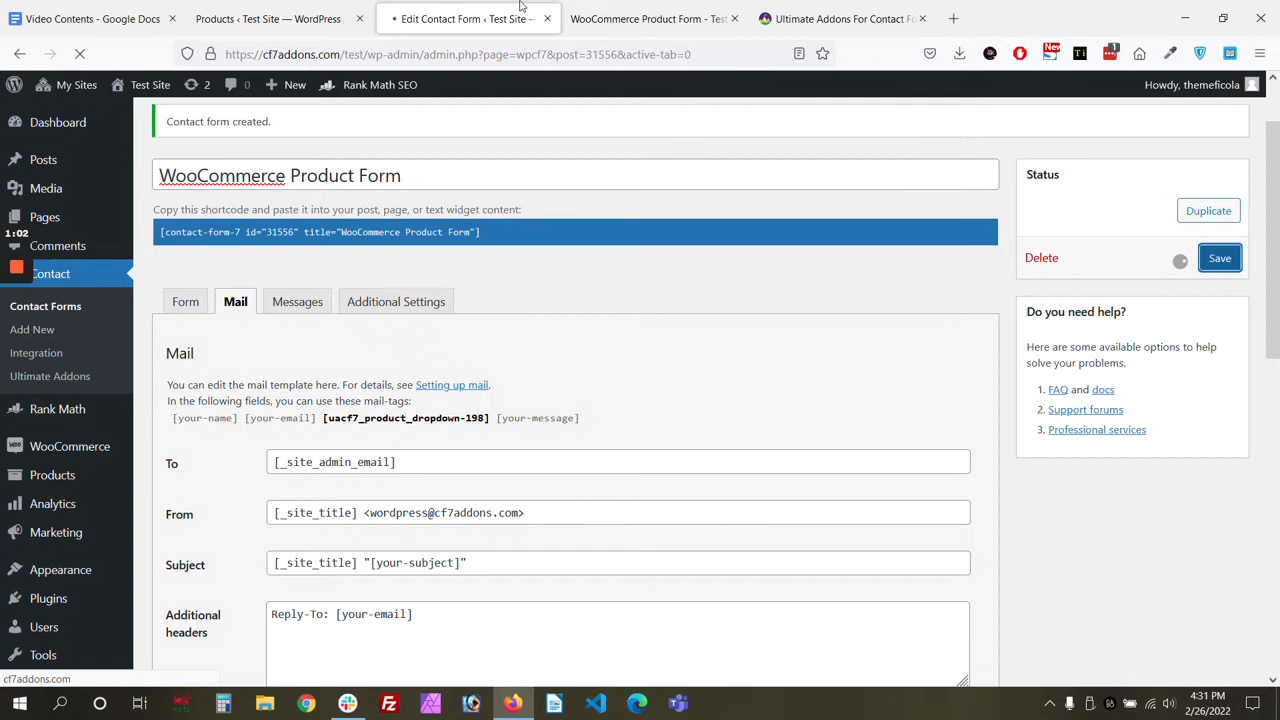 Video Contents - Google Docs
Products ‹ Test Site — WordPress
• Edit Contact Form ‹ Test Site —
WooCommerce Product Form - Test
Ultimate Addons For Contact Fo
https://cf7addons.com/test/wp-admin/admin.php?page=wpcf7&post=31556&active-tab=0
New
1
My Sites
Test Site
2
0
New
Rank Math SEO
Howdy, themeficola
Dashboard
Posts
Media
Pages
1:02
Comments
Contact
Contact Forms
Add New
Integration
Ultimate Addons
Rank Math
WooCommerce
Products
Analytics
Marketing
Appearance
Plugins
Users
Tools
Contact form created.
WooCommerce Product Form
Copy this shortcode and paste it into your post, page, or text widget content:
[contact-form-7 id="31556" title="WooCommerce Product Form"]
Form
Mail
Messages
Additional Settings
Mail
You can edit the mail template here. For details, see Setting up mail.
In the following fields, you can use these mail-tags:
[your-name] [your-email] [uacf7_product_dropdown-198] [your-message]
To
[_site_admin_email]
From
[_site_title] <wordpress@cf7addons.com>
Subject
[_site_title] "[your-subject]"
Additional headers
Reply-To: [your-email]
Status
Duplicate
Delete
Save
Do you need help?
Here are some available options to help
solve your problems.
1. FAQ and docs
2. Support forums
3. Professional services
cf7addons.com
4:31 PM
2/26/2022